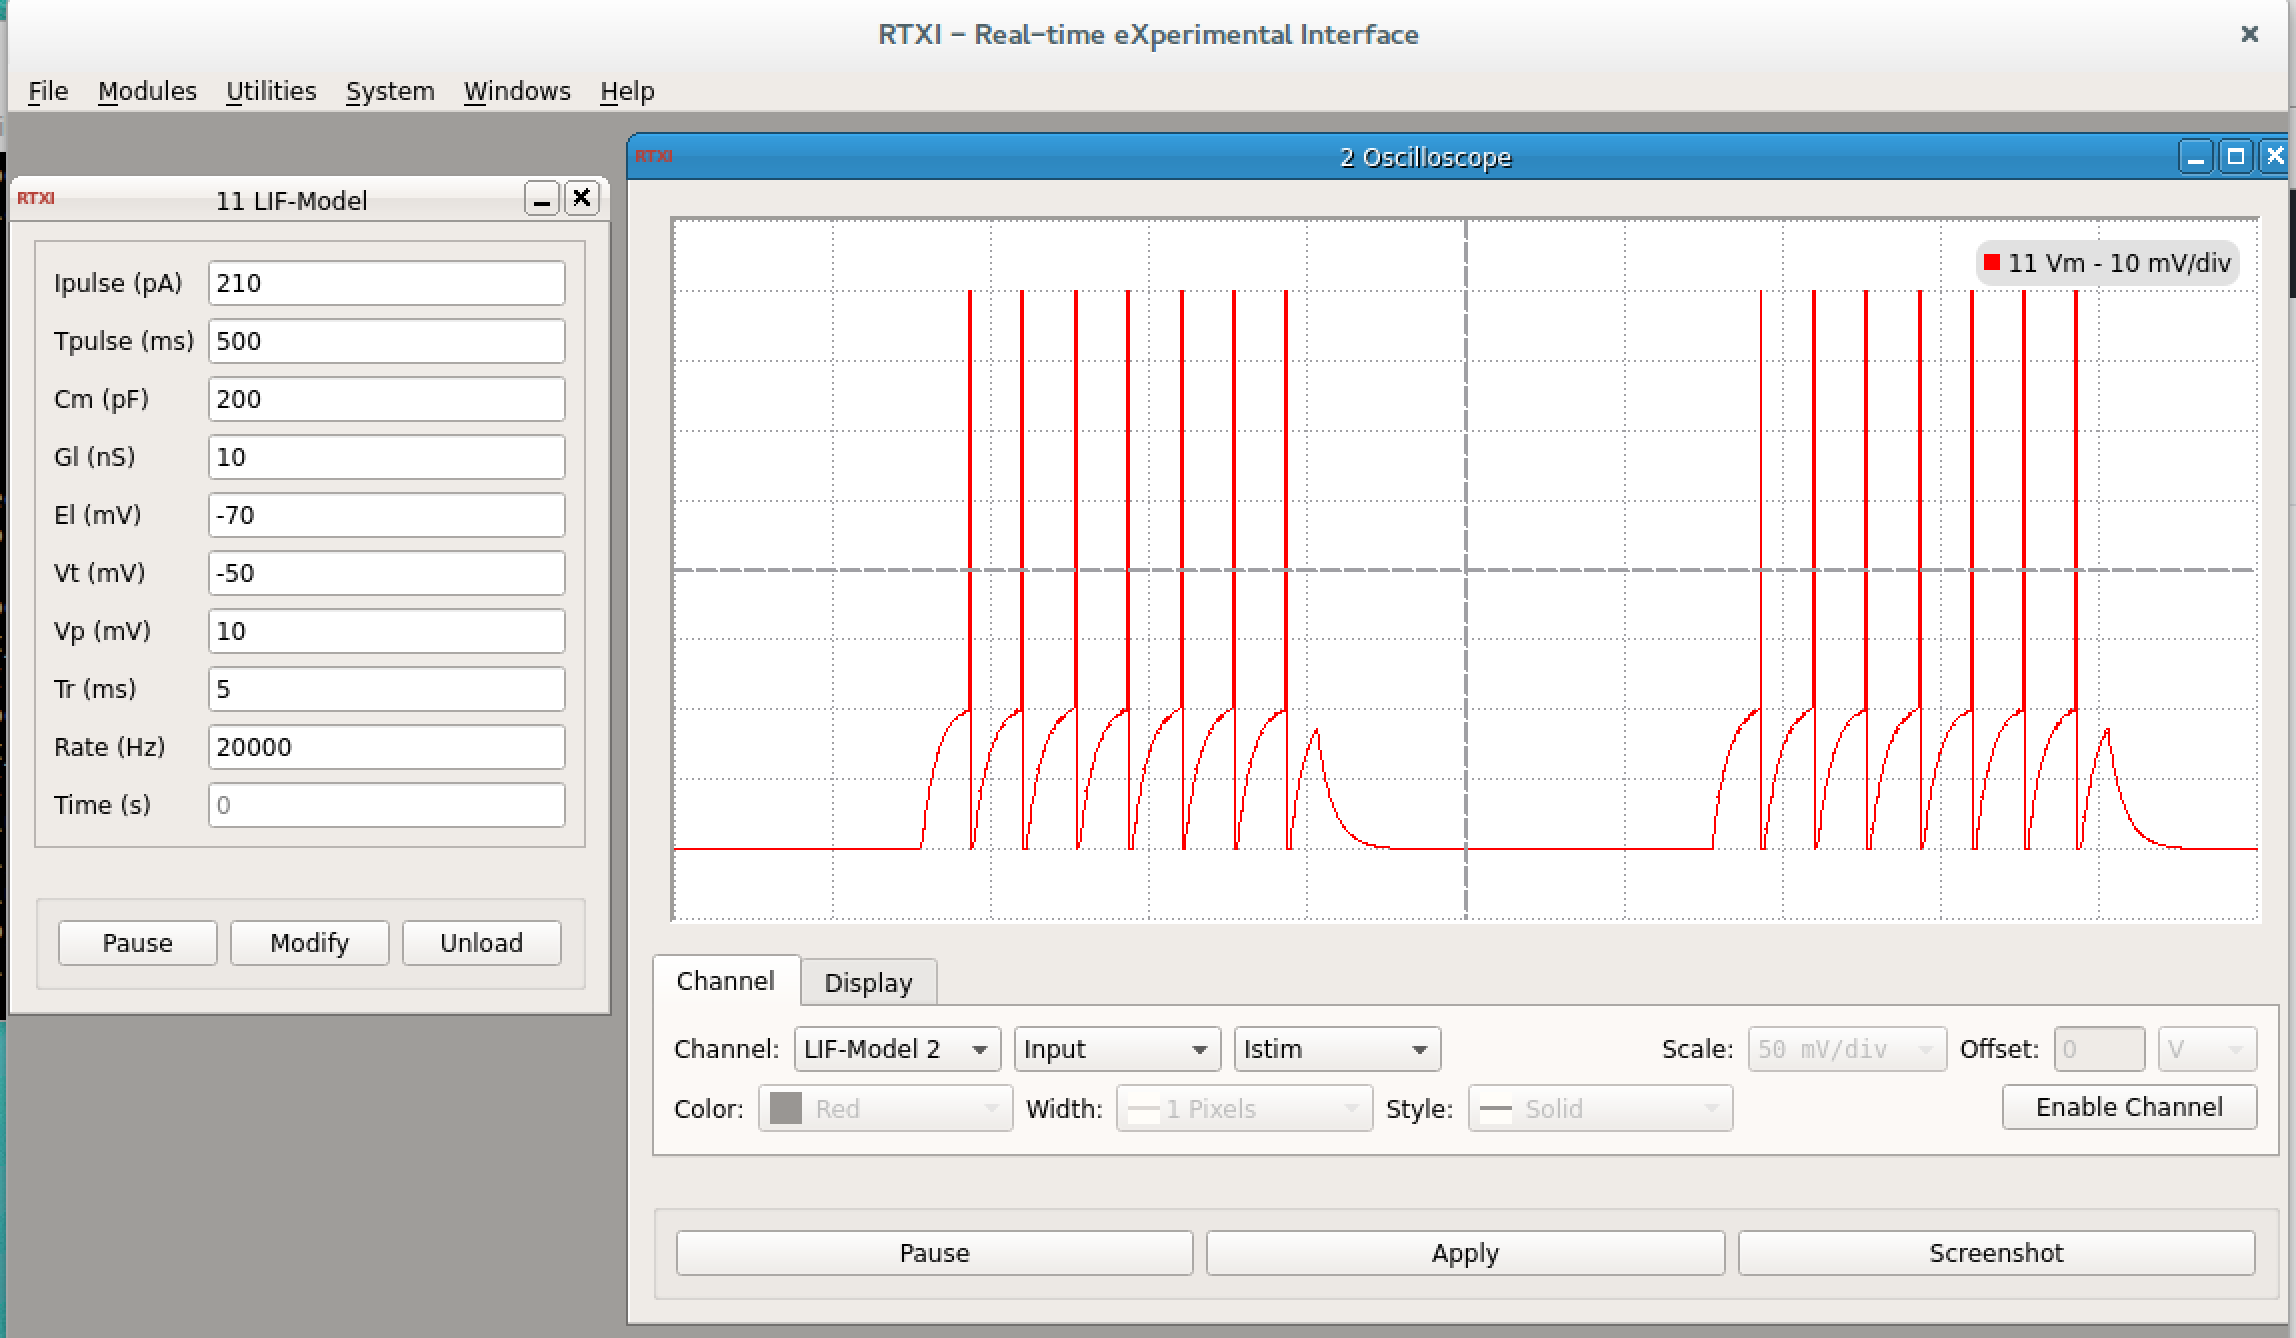 RTXI - Real-time eXperimental Interface
File Modules Utilities System Windows Help
RTXI 11 LIF-Model
Ipulse (pA) 210
Tpulse (ms) 500
Cm (pF) 200
Gl (nS) 10
El (mV) -70
Vt (mV) -50
Vp (mV) 10
Tr (ms) 5
Rate (Hz) 20000
Time (s) 0
Pause Modify Unload
RTXI 2 Oscilloscope
11 Vm - 10 mV/div
Channel Display
Channel: LIF-Model 2 Input Istim Scale: 50 mV/div Offset: 0 V
Color: Red Width: 1 Pixels Style: Solid Enable Channel
Pause Apply Screenshot